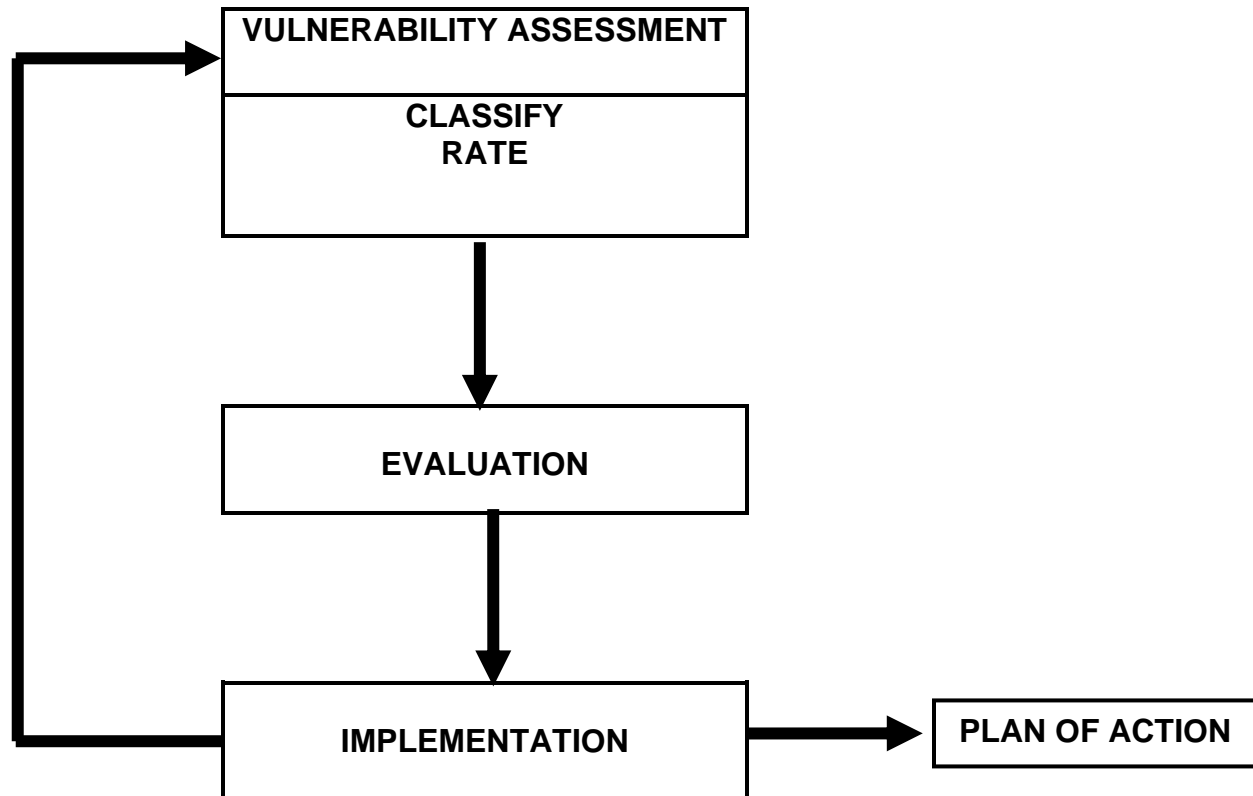 VULNERABILITY ASSESSMENT
CLASSIFY
RATE
EVALUATION
IMPLEMENTATION
PLAN OF ACTION